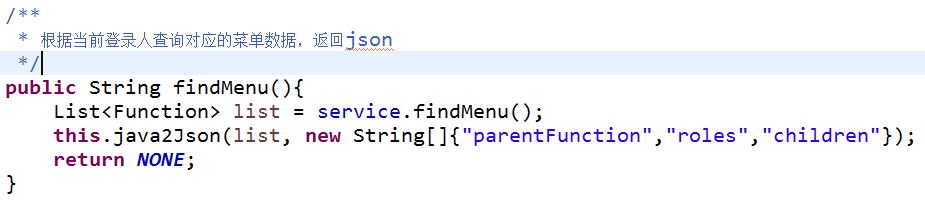 /**
 * 根据当前登录人查询对应的菜单数据，返回json
 */
public String findMenu(){
    List<Function> list = service.findMenu();
    this.java2Json(list, new String[]{"parentFunction","roles","children"});
    return NONE;
}